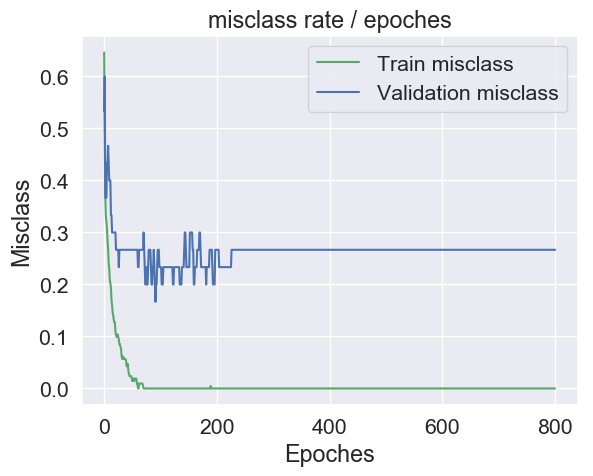 misclass rate / epoches
Train misclass
Validation misclass
0.6
0.5
0.4
0.3
0.2
0.1
0.0
Misclass
0 200 400 600 800
Epoches